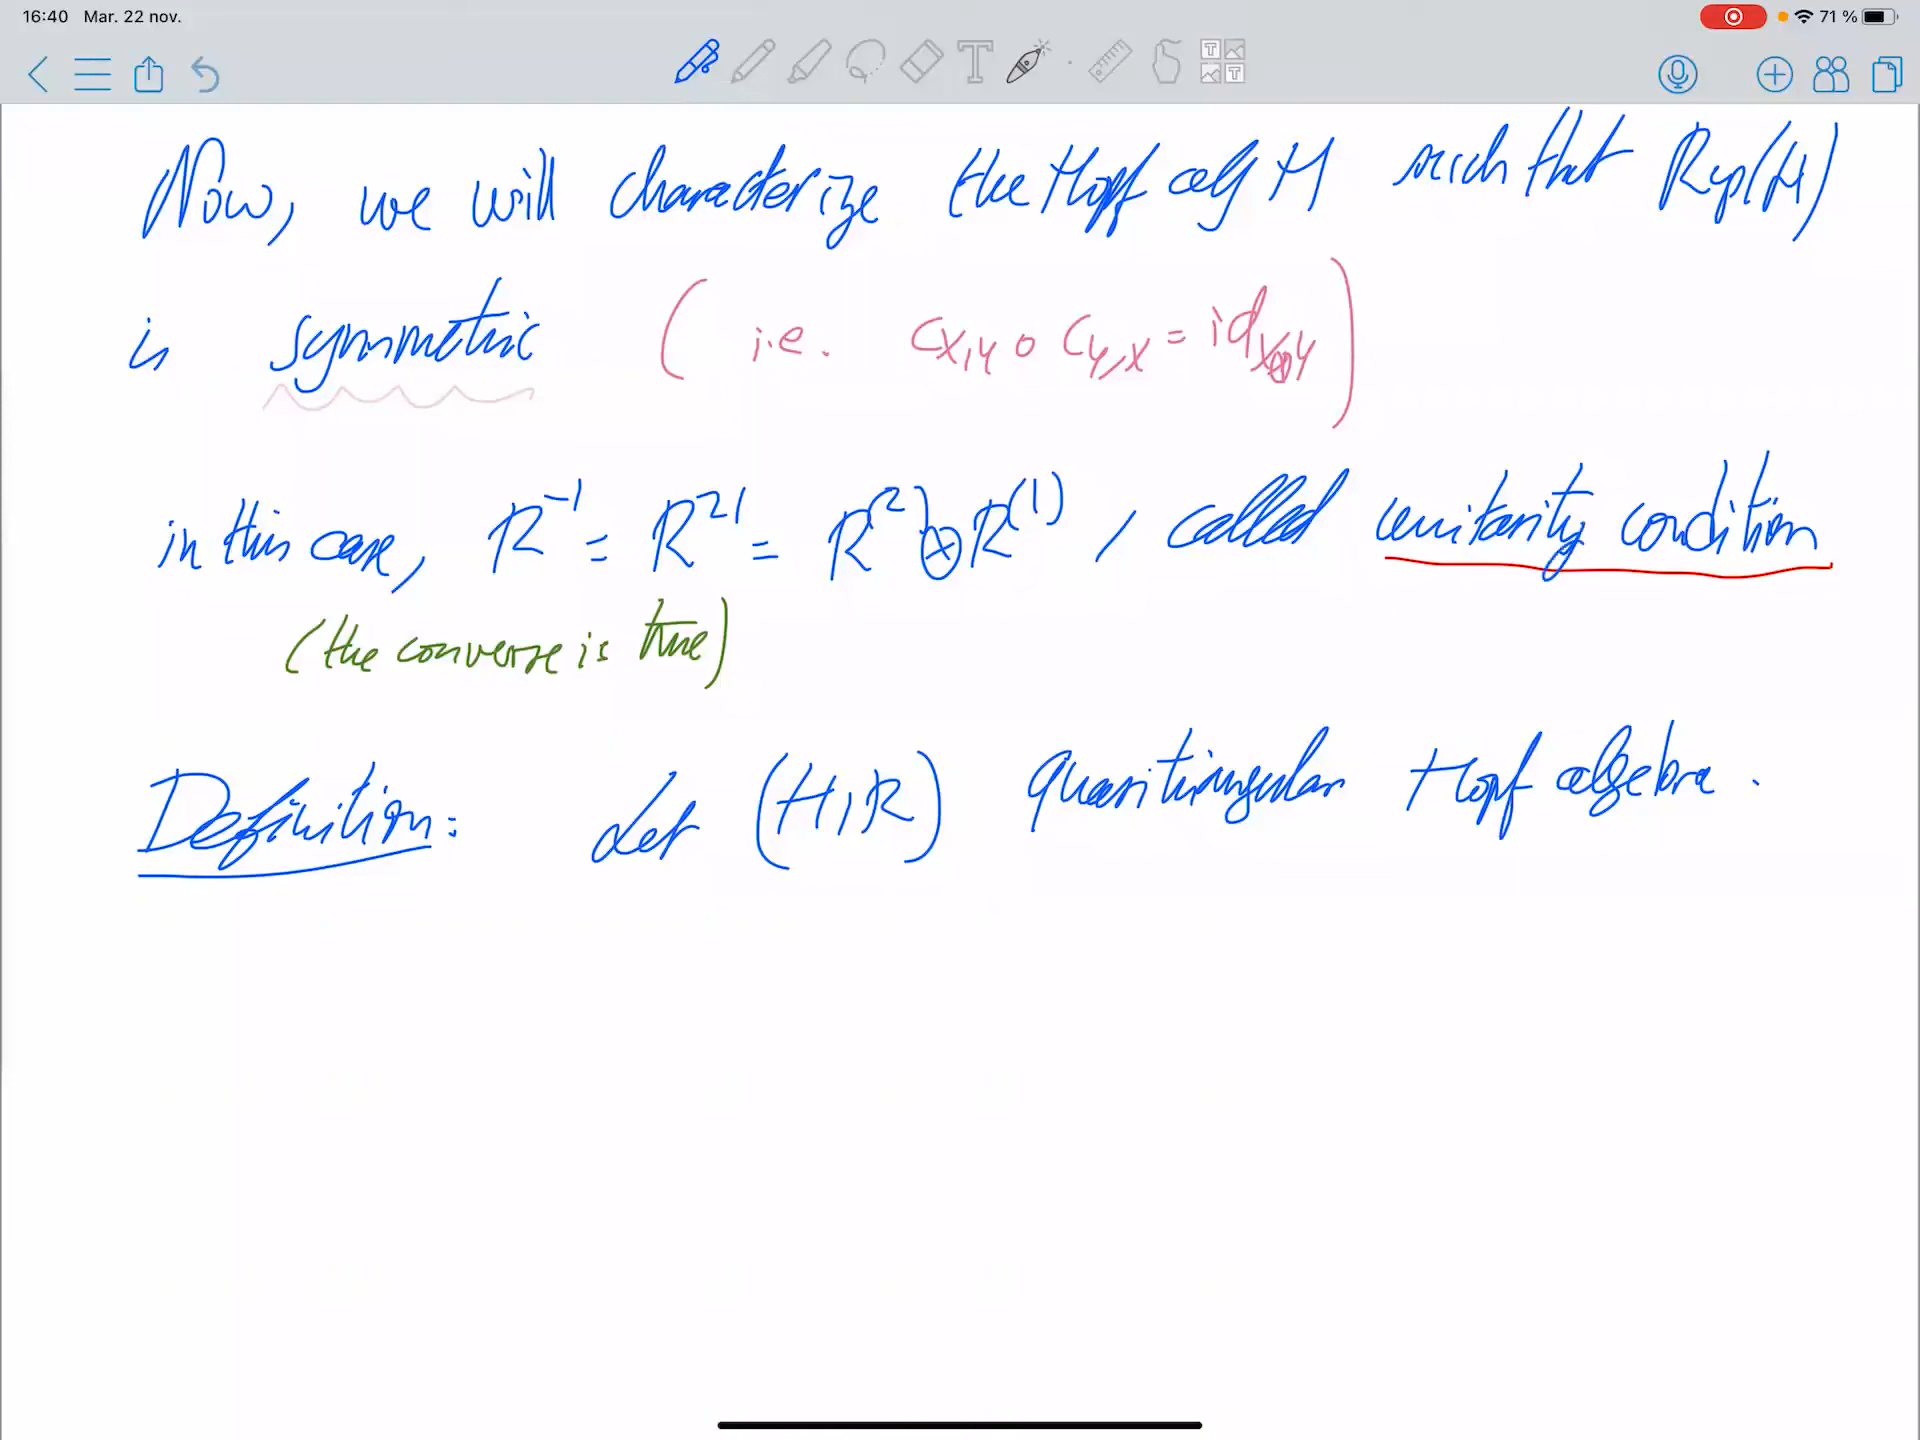 16:40 Mar. 22 nov. 71 %
Now, we will characterize the Hopf alg H such that Rep(H)
is symmetric ( i.e. c_{X,Y} ∘ c_{Y,X} = id_{X⊗Y} )
in this case, R^{-1} = R^{21} = R^{(2)} ⊗ R^{(1)}, called unitarity condition
(the converse is true)
Definition: Let (H,R) quasitriangular Hopf algebra.